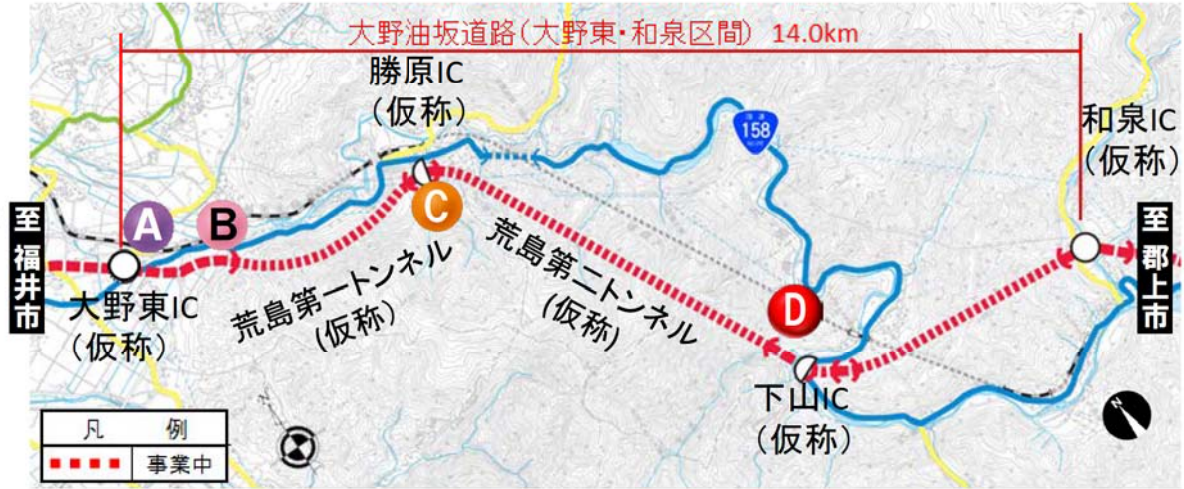 大野油坂道路(大野東・和泉区間) 14.0km
勝原IC
(仮称)
158
和泉IC
(仮称)
A
B
C
D
至 福井市
至 郡上市
大野東IC
(仮称)
荒島第一トンネル
(仮称)
荒島第二トンネル
(仮称)
下山IC
(仮称)
凡 例
事業中
N